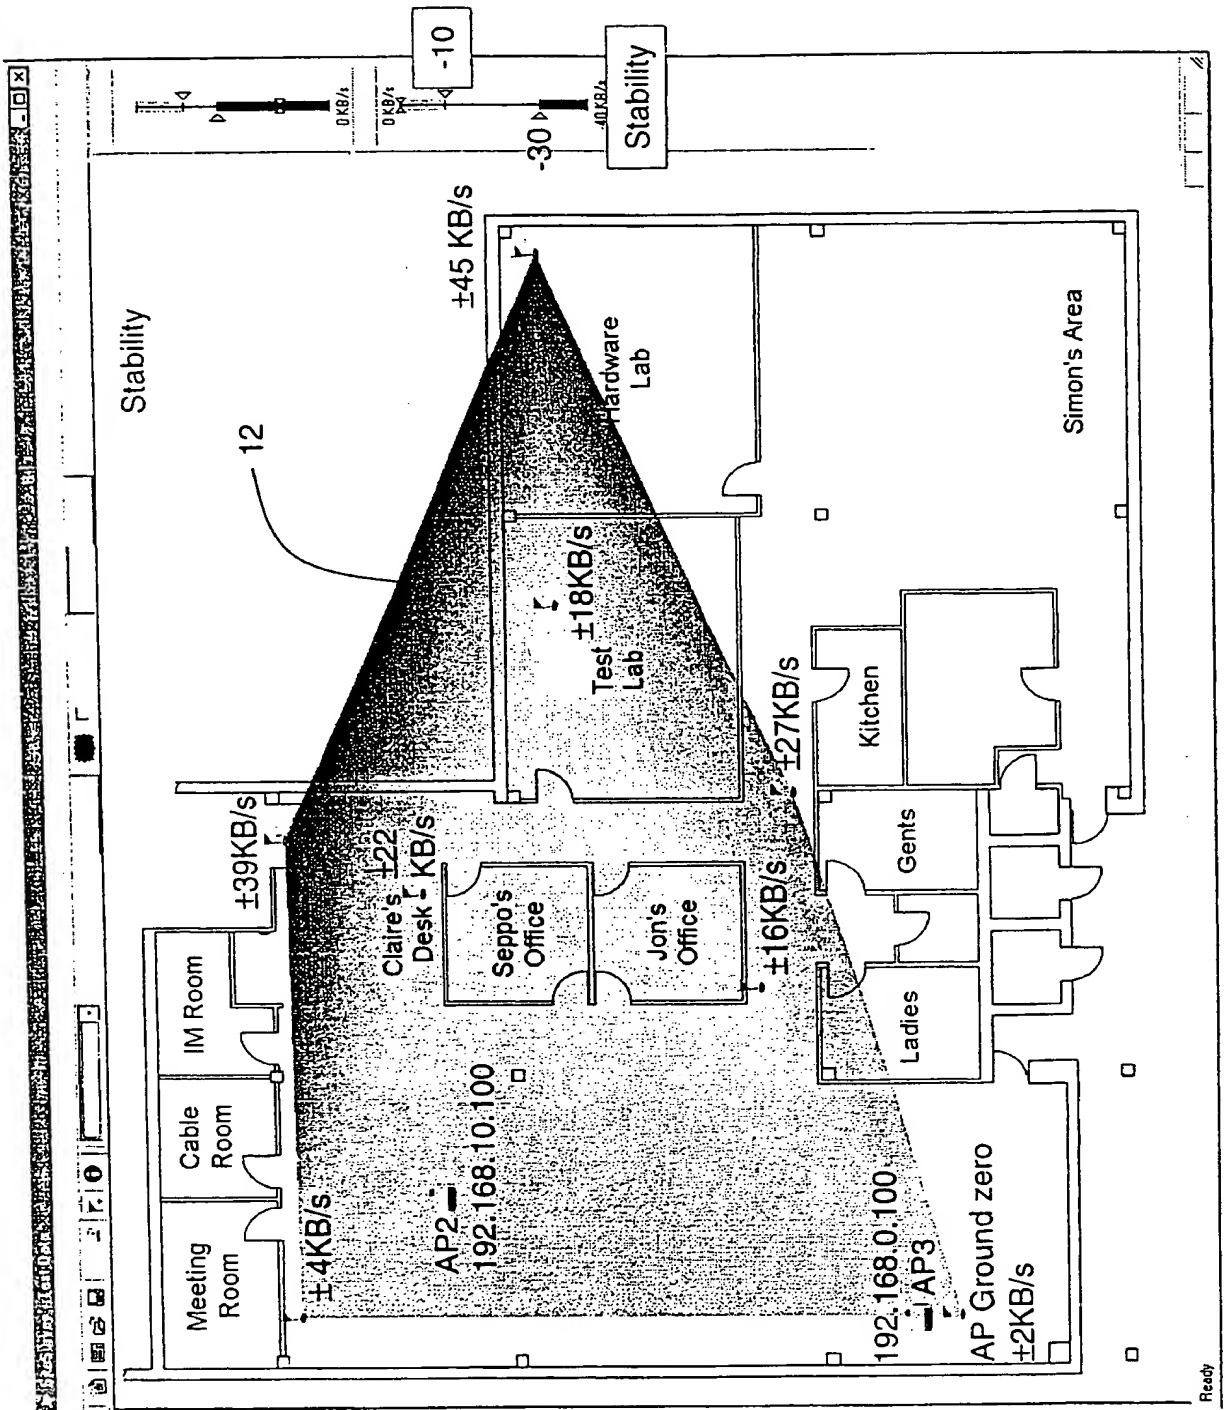 Stability
12
±45 KB/s
0 KB/s
0 KB/s
-10
-30
-40 KB/s
Stability
±39KB/s
Meeting
Room
Cable
Room
IM Room
±4KB/s
Claire's
Desk
±22
KB/s
AP2
192.168.10.100
Seppo's
Office
Jon's
Office
±18KB/s
Test
Lab
Hardware
Lab
±16KB/s
±27KB/s
Kitchen
Gents
Ladies
Simon's Area
192.168.0.100
AP3
AP Ground zero
±2KB/s
Ready